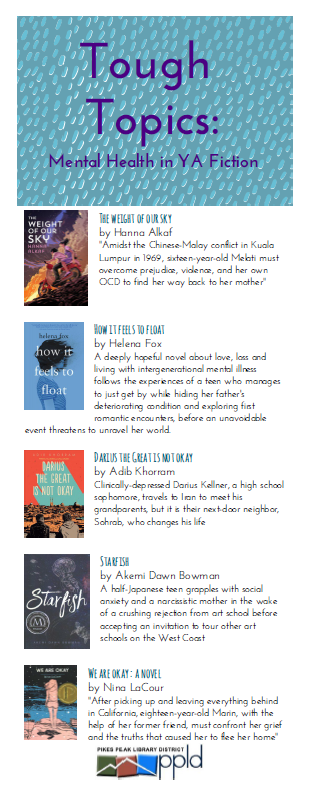 Tough
Topics:
Mental Health in YA Fiction
THE
WEIGHT
OF OUR
SKY
HANNA
ALKAF
The weight of our sky
by Hanna Alkaf
"Amidst the Chinese-Malay conflict in Kuala
Lumpur in 1969, sixteen-year-old Melati must
overcome prejudice, violence, and her own
OCD to find her way back to her mother"
helena fox
how it
feels to
float
How it feels to float
by Helena Fox
A deeply hopeful novel about love, loss and
living with intergenerational mental illness
follows the experiences of a teen who manages
to just get by while hiding her father's
deteriorating condition and exploring first
romantic encounters, before an unavoidable
event threatens to unravel her world.
ADIB KHORRAM
DARIUS
THE GREAT
IS NOT OKAY
Darius the Great is not okay
by Adib Khorram
Clinically-depressed Darius Kellner, a high school
sophomore, travels to Iran to meet his
grandparents, but it is their next-door neighbor,
Sohrab, who changes his life
Starfish
Starfish
by Akemi Dawn Bowman
A half-Japanese teen grapples with social
anxiety and a narcissistic mother in the wake
of a crushing rejection from art school before
accepting an invitation to tour other art
schools on the West Coast
WE ARE OKAY
We are okay: a novel
by Nina LaCour
"After picking up and leaving everything behind
in California, eighteen-year-old Marin, with the
help of her former friend, must confront her grief
and the truths that caused her to flee her home"
PIKES PEAK LIBRARY DISTRICT
ppld